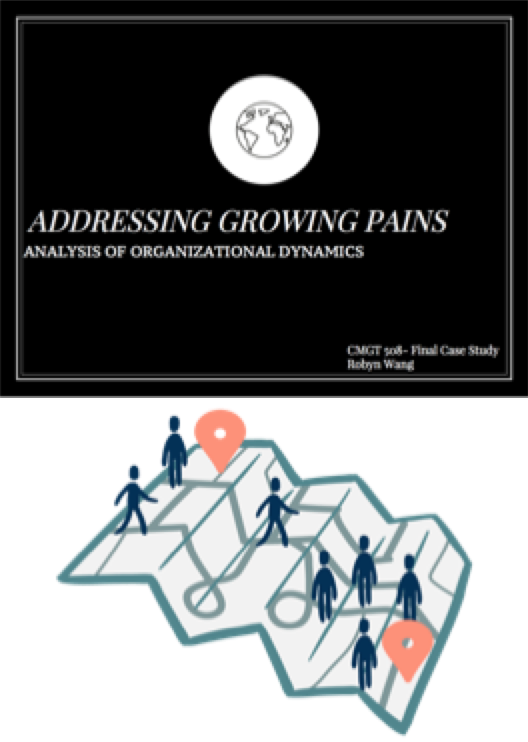 ADDRESSING GROWING PAINS
ANALYSIS OF ORGANIZATIONAL DYNAMICS
CMGT 508- Final Case Study
Robyn Wang